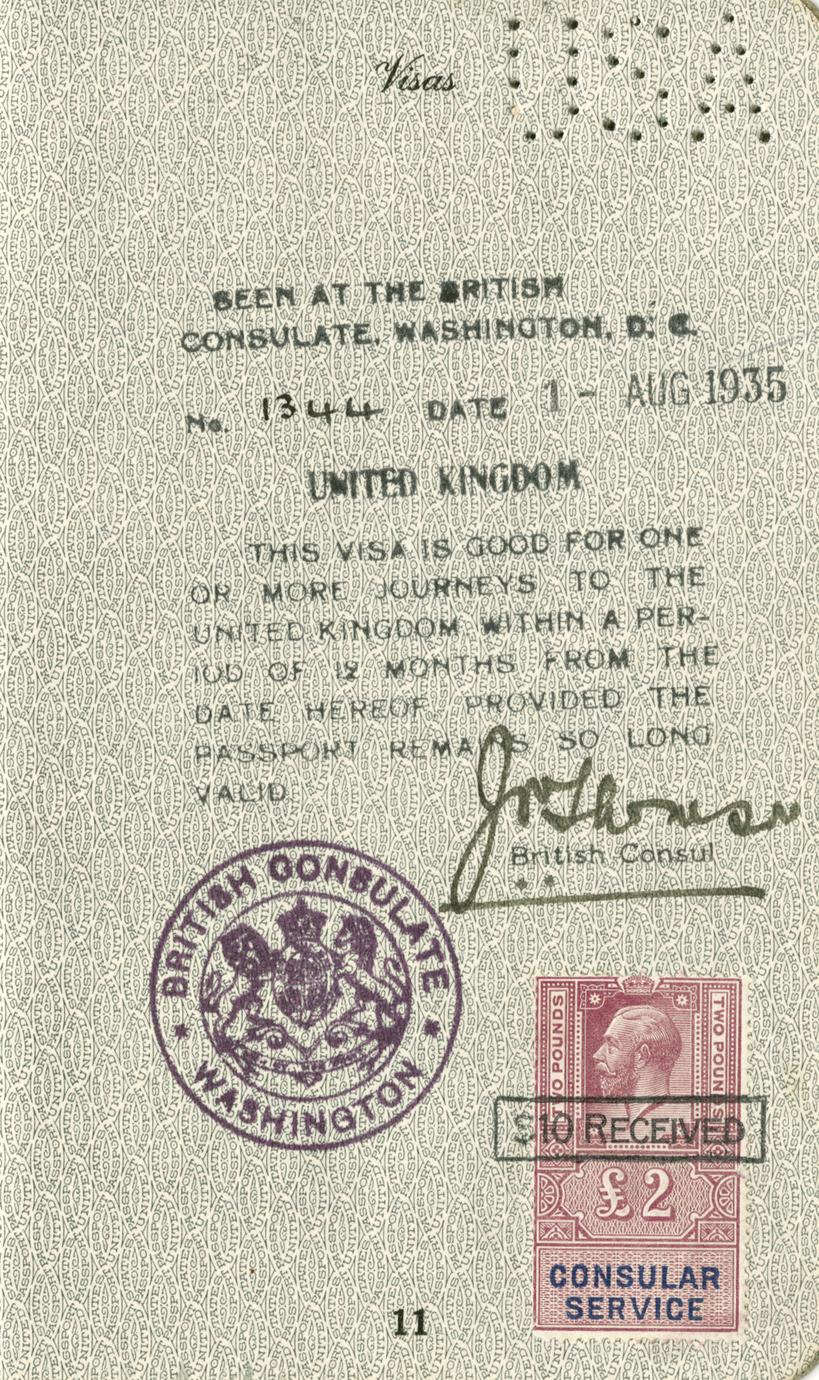 USA
Visas
SEEN AT THE BRITISH
CONSULATE, WASHINGTON, D. C.
No. 1344 DATE 1 - AUG 1935
UNITED KINGDOM
THIS VISA IS GOOD FOR ONE
OR MORE JOURNEYS TO THE
UNITED KINGDOM WITHIN A PER-
IOD OF 12 MONTHS FROM THE
DATE HEREOF, PROVIDED THE
PASSPORT REMAINS SO LONG
VALID.
British Consul
BRITISH CONSULATE
WASHINGTON
TWO POUNDS
TWO POUNDS
$10 RECEIVED
£2
CONSULAR
SERVICE
11